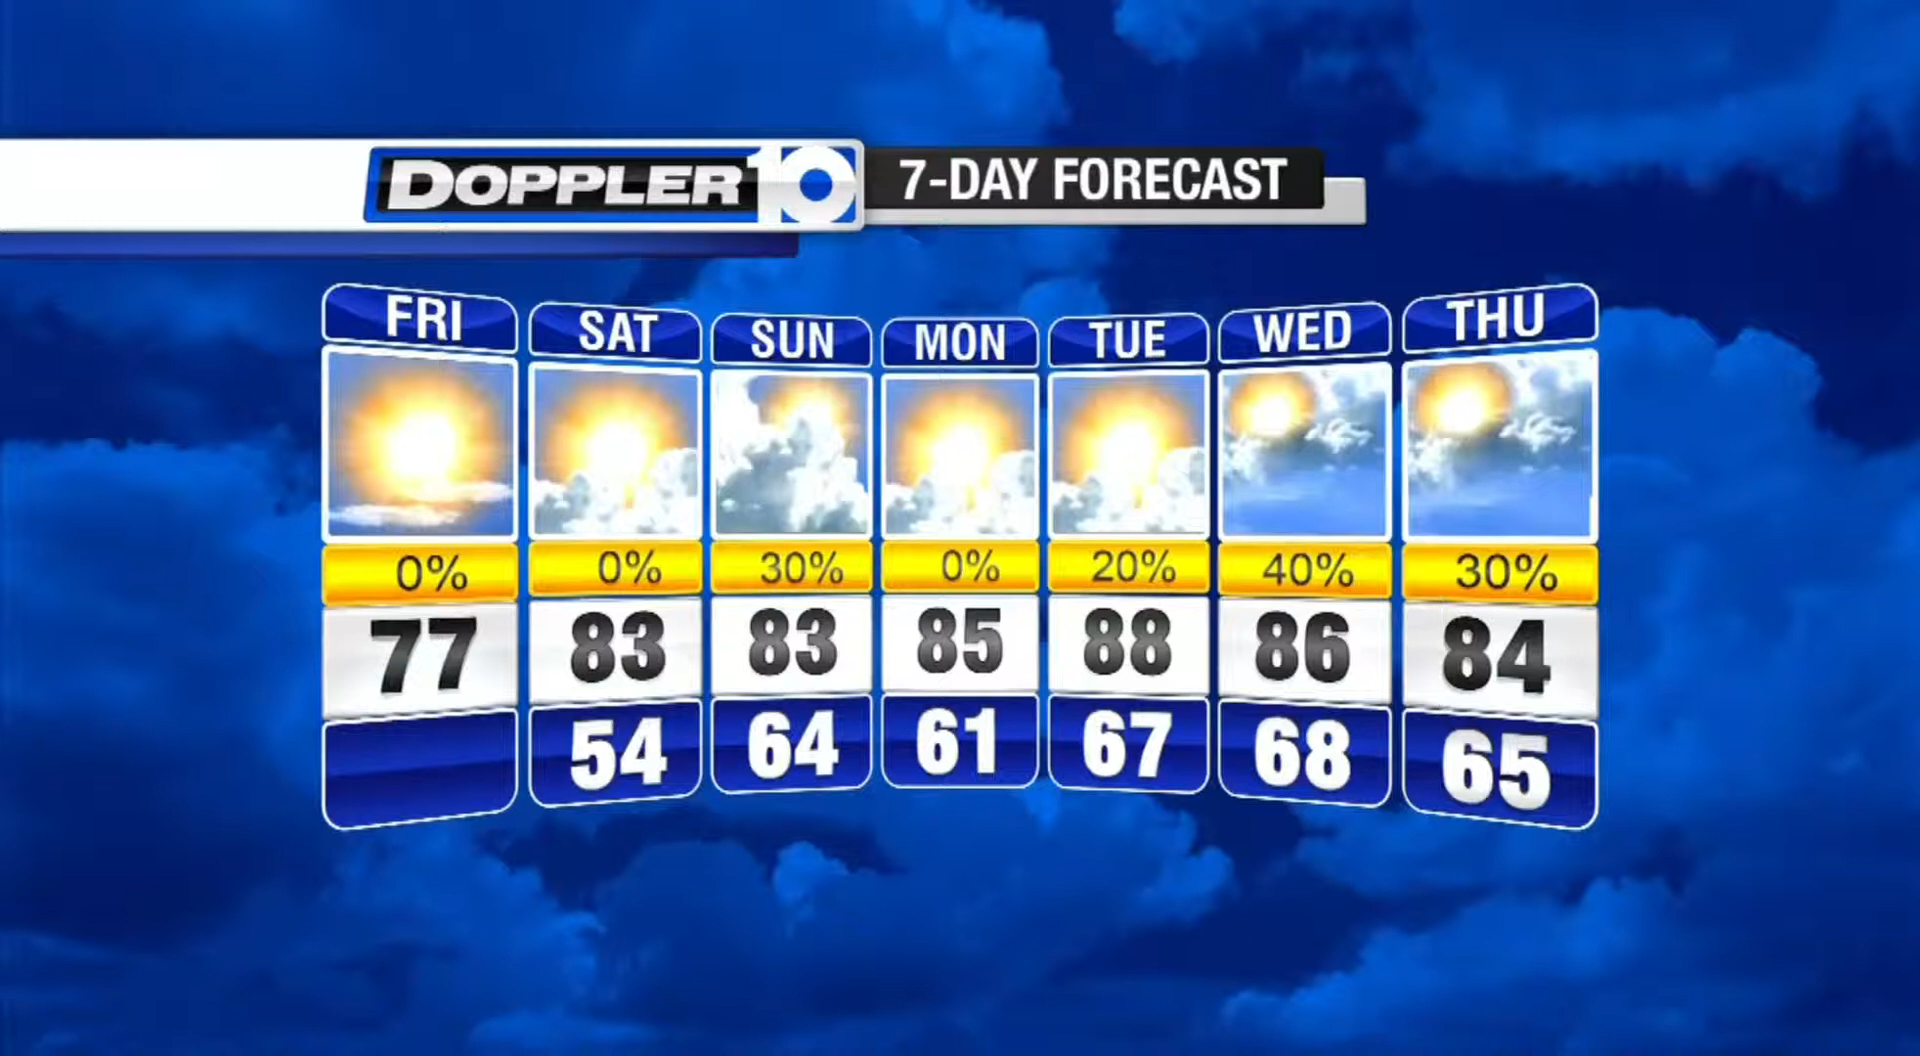 DOPPLER 10 7-DAY FORECAST
FRI SAT SUN MON TUE WED THU
0% 0% 30% 0% 20% 40% 30%
77 83 83 85 88 86 84
54 64 61 67 68 65